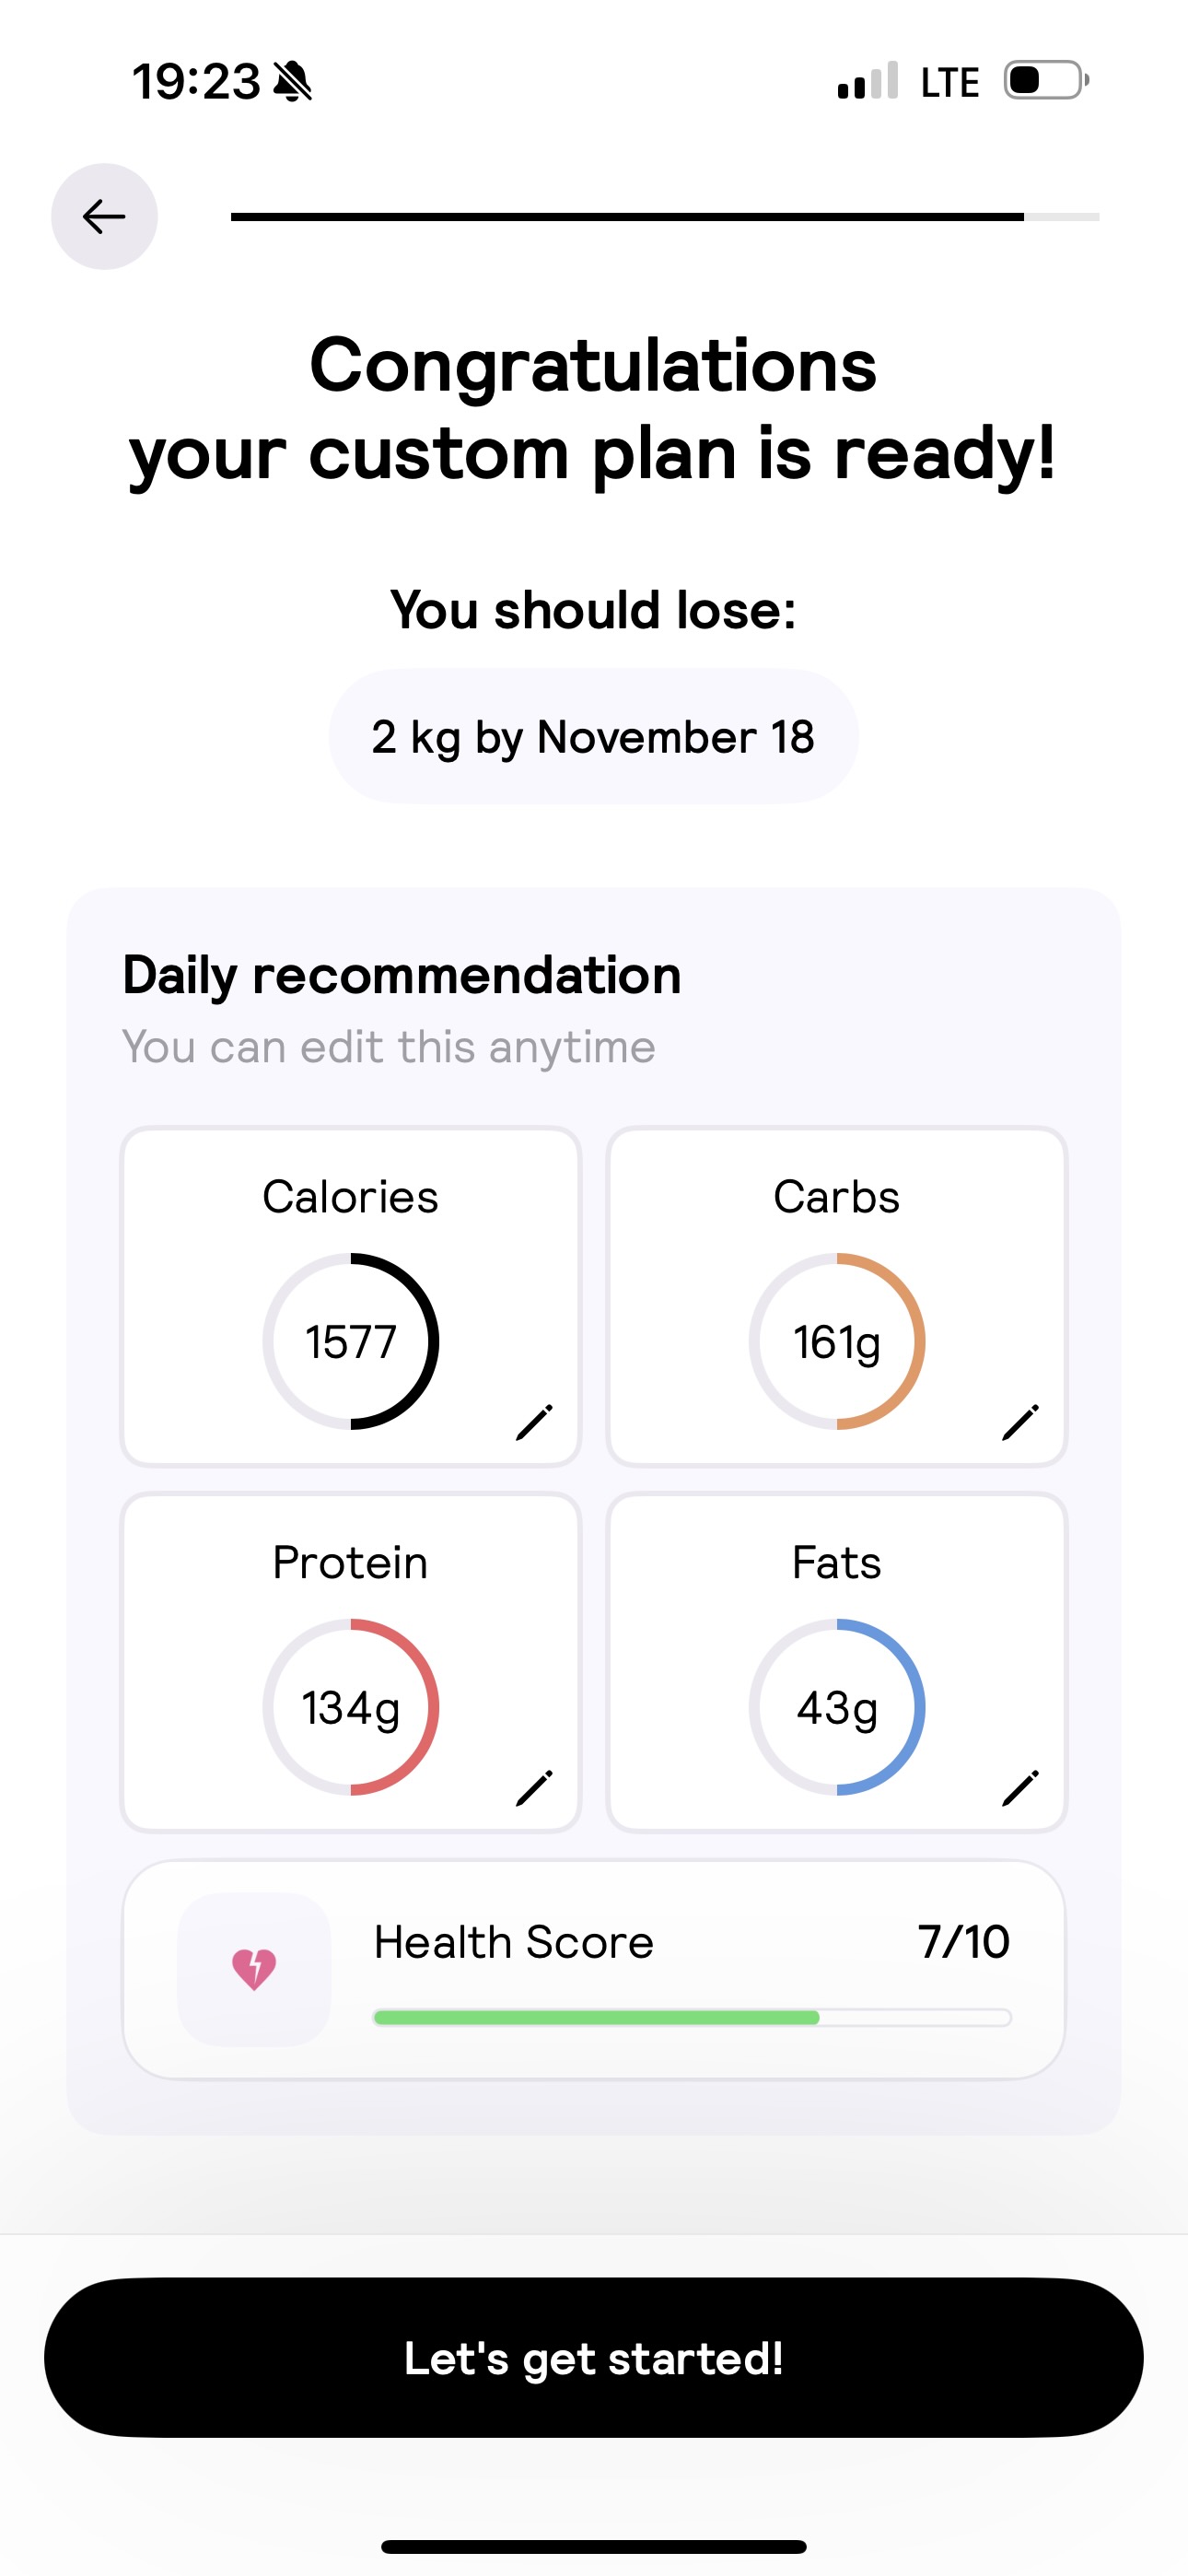 19:23
LTE
Congratulations
your custom plan is ready!
You should lose:
2 kg by November 18
Daily recommendation
You can edit this anytime
Calories
1577
Carbs
161g
Protein
134g
Fats
43g
Health Score
7/10
Let's get started!